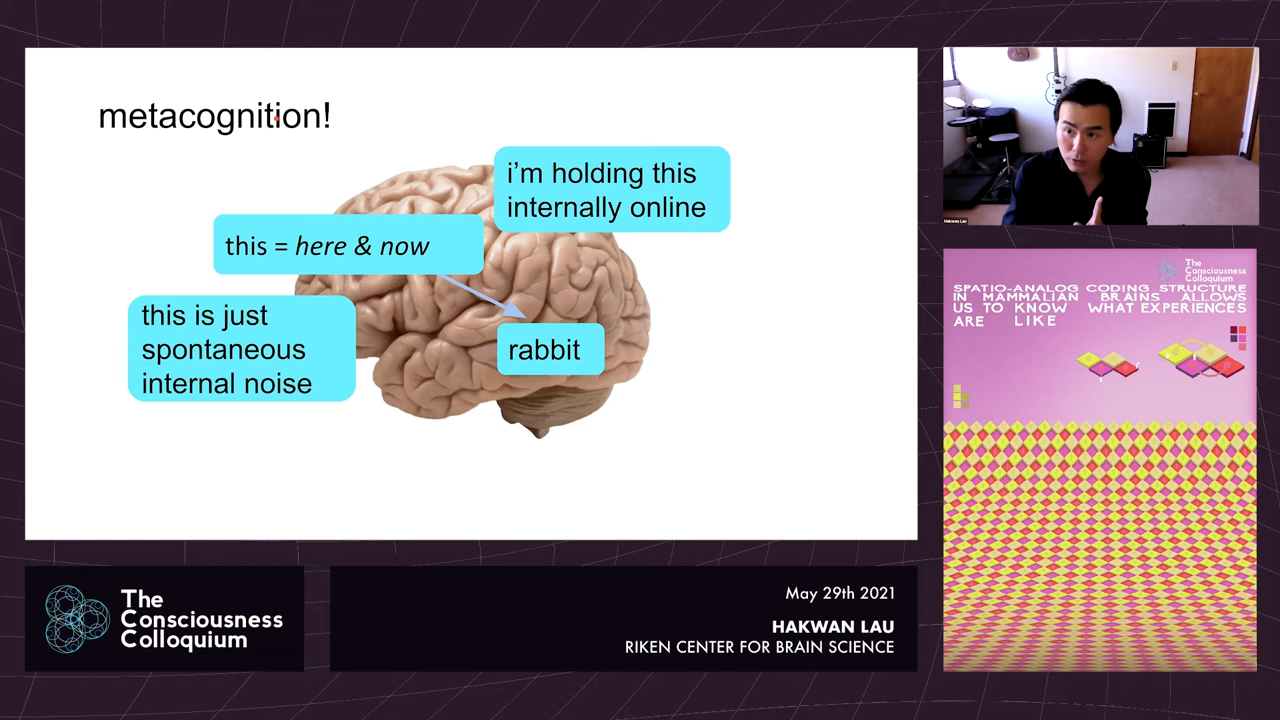 metacognition!
i'm holding this
internally online
this = here & now
this is just
spontaneous
internal noise
rabbit
Hakwan Lau
The
Consciousness
Colloquium
SPATIO-ANALOG CODING STRUCTURE
IN MAMMALIAN BRAINS ALLOWS
US TO KNOW WHAT EXPERIENCES
ARE LIKE
The
Consciousness
Colloquium
May 29th 2021
HAKWAN LAU
RIKEN CENTER FOR BRAIN SCIENCE